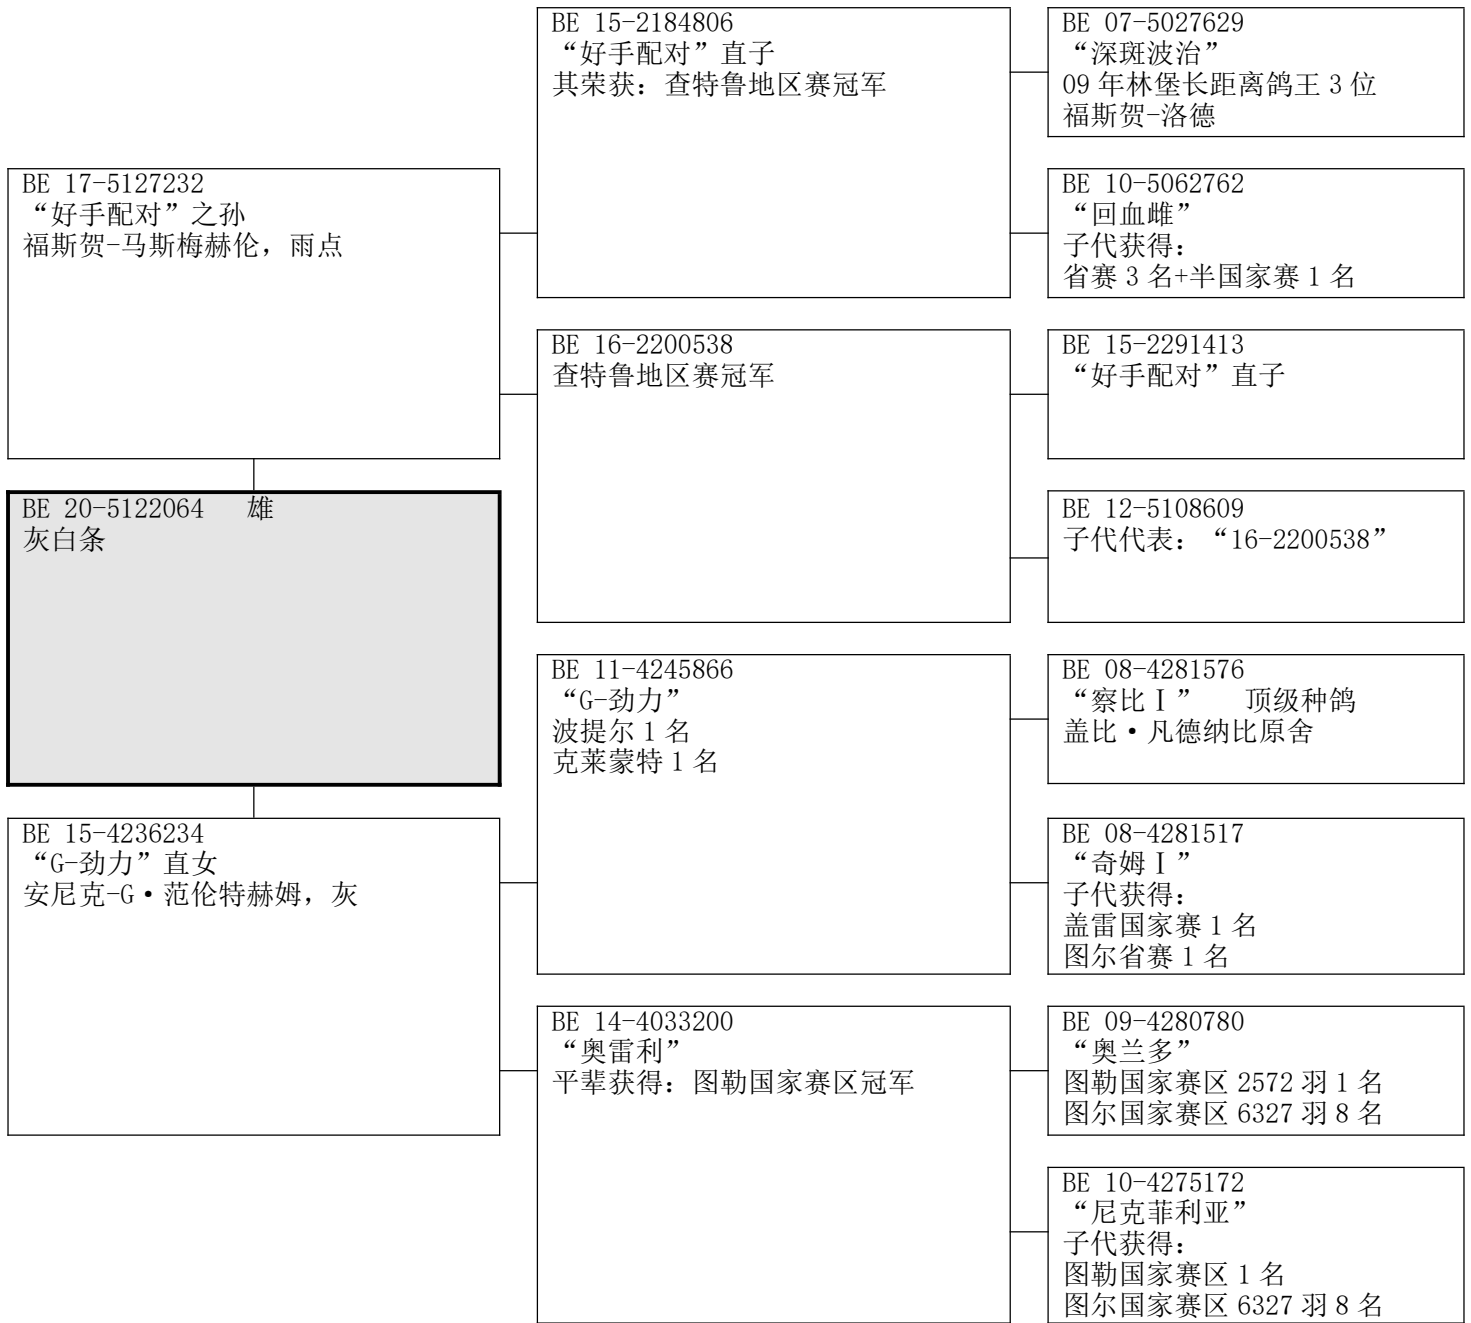 BE 15-2184806
“好手配对”直子
其荣获：查特鲁地区赛冠军
BE 07-5027629
“深斑波治”
09 年林堡长距离鸽王 3 位
福斯贺-洛德
BE 17-5127232
“好手配对”之孙
福斯贺-马斯梅赫伦，雨点
BE 10-5062762
“回血雌”
子代获得：
省赛 3 名+半国家赛 1 名
BE 16-2200538
查特鲁地区赛冠军
BE 15-2291413
“好手配对”直子
BE 20-5122064 雄
灰白条
BE 12-5108609
子代代表：“16-2200538”
BE 11-4245866
“G-劲力”
波提尔 1 名
克莱蒙特 1 名
BE 08-4281576
“察比Ⅰ” 顶级种鸽
盖比·凡德纳比原舍
BE 15-4236234
“G-劲力”直女
安尼克-G·范伦特赫姆，灰
BE 08-4281517
“奇姆Ⅰ”
子代获得：
盖雷国家赛 1 名
图尔省赛 1 名
BE 14-4033200
“奥雷利”
平辈获得：图勒国家赛区冠军
BE 09-4280780
“奥兰多”
图勒国家赛区 2572 羽 1 名
图尔国家赛区 6327 羽 8 名
BE 10-4275172
“尼克菲利亚”
子代获得：
图勒国家赛区 1 名
图尔国家赛区 6327 羽 8 名